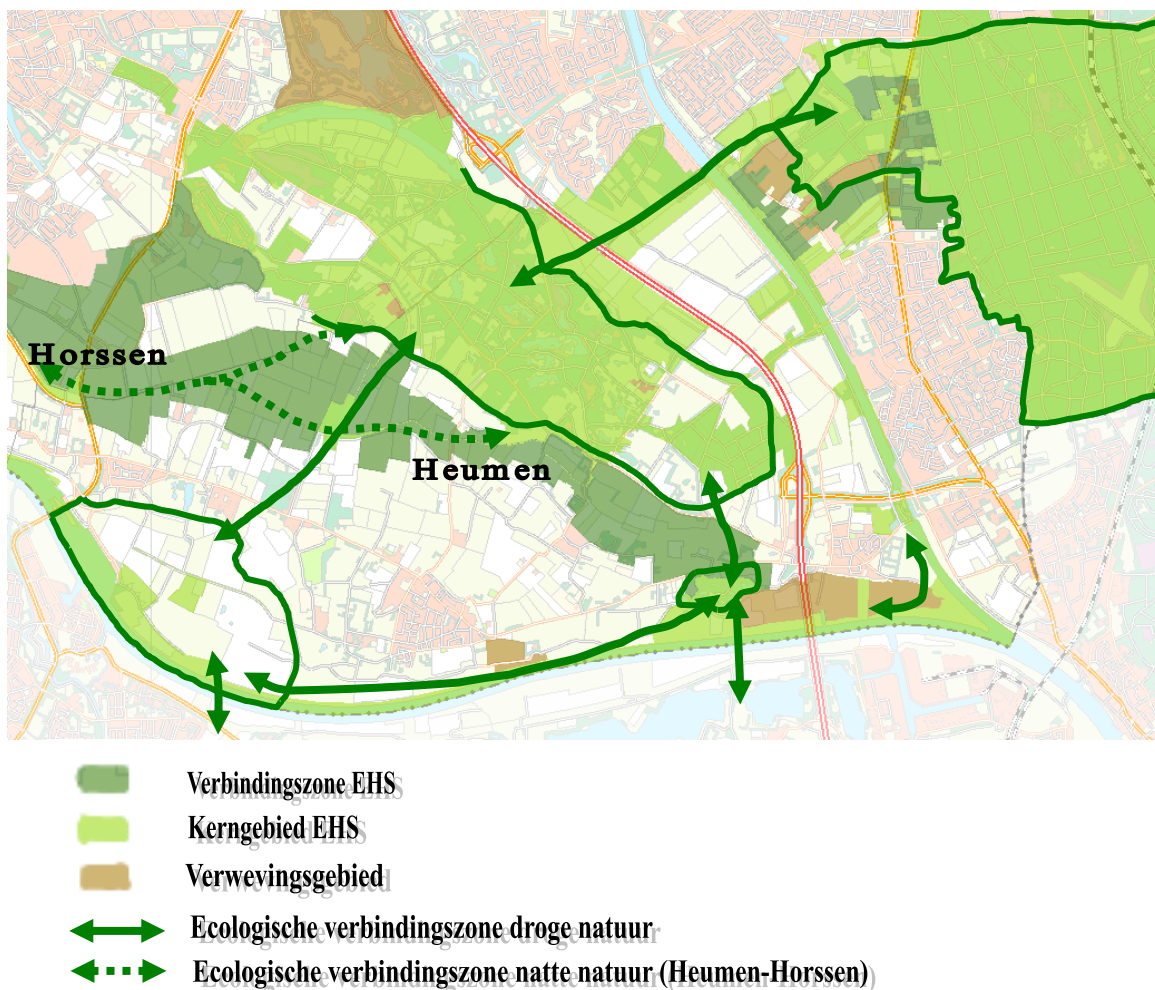 Horssen
Heumen
Verbindingszone EHS
Kerngebied EHS
Verwevingsgebied
Ecologische verbindingszone droge natuur
Ecologische verbindingszone natte natuur (Heumen-Horssen)